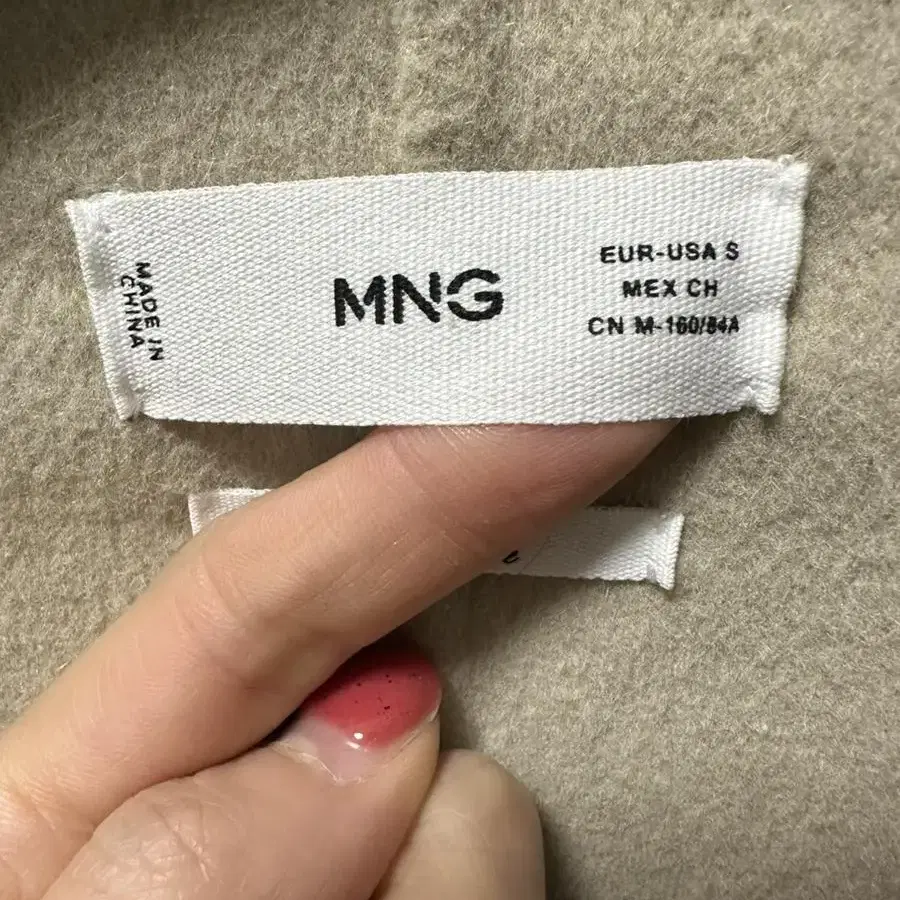 MADE IN
CHINA
MNG
EUR-USA S
MEX CH
CN M-160/84A